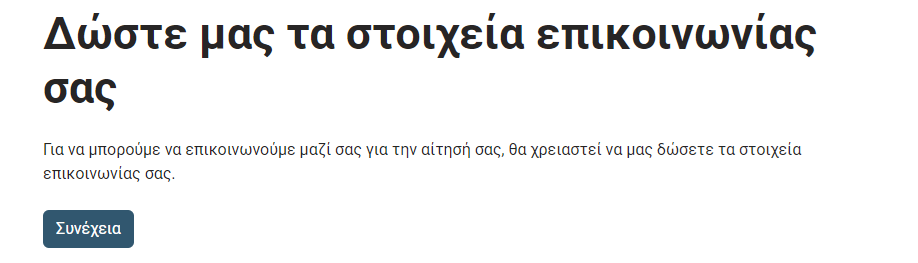 Δώστε μας τα στοιχεία επικοινωνίας
σας
Για να μπορούμε να επικοινωνούμε μαζί σας για την αίτησή σας, θα χρειαστεί να μας δώσετε τα στοιχεία
επικοινωνίας σας.
Συνέχεια